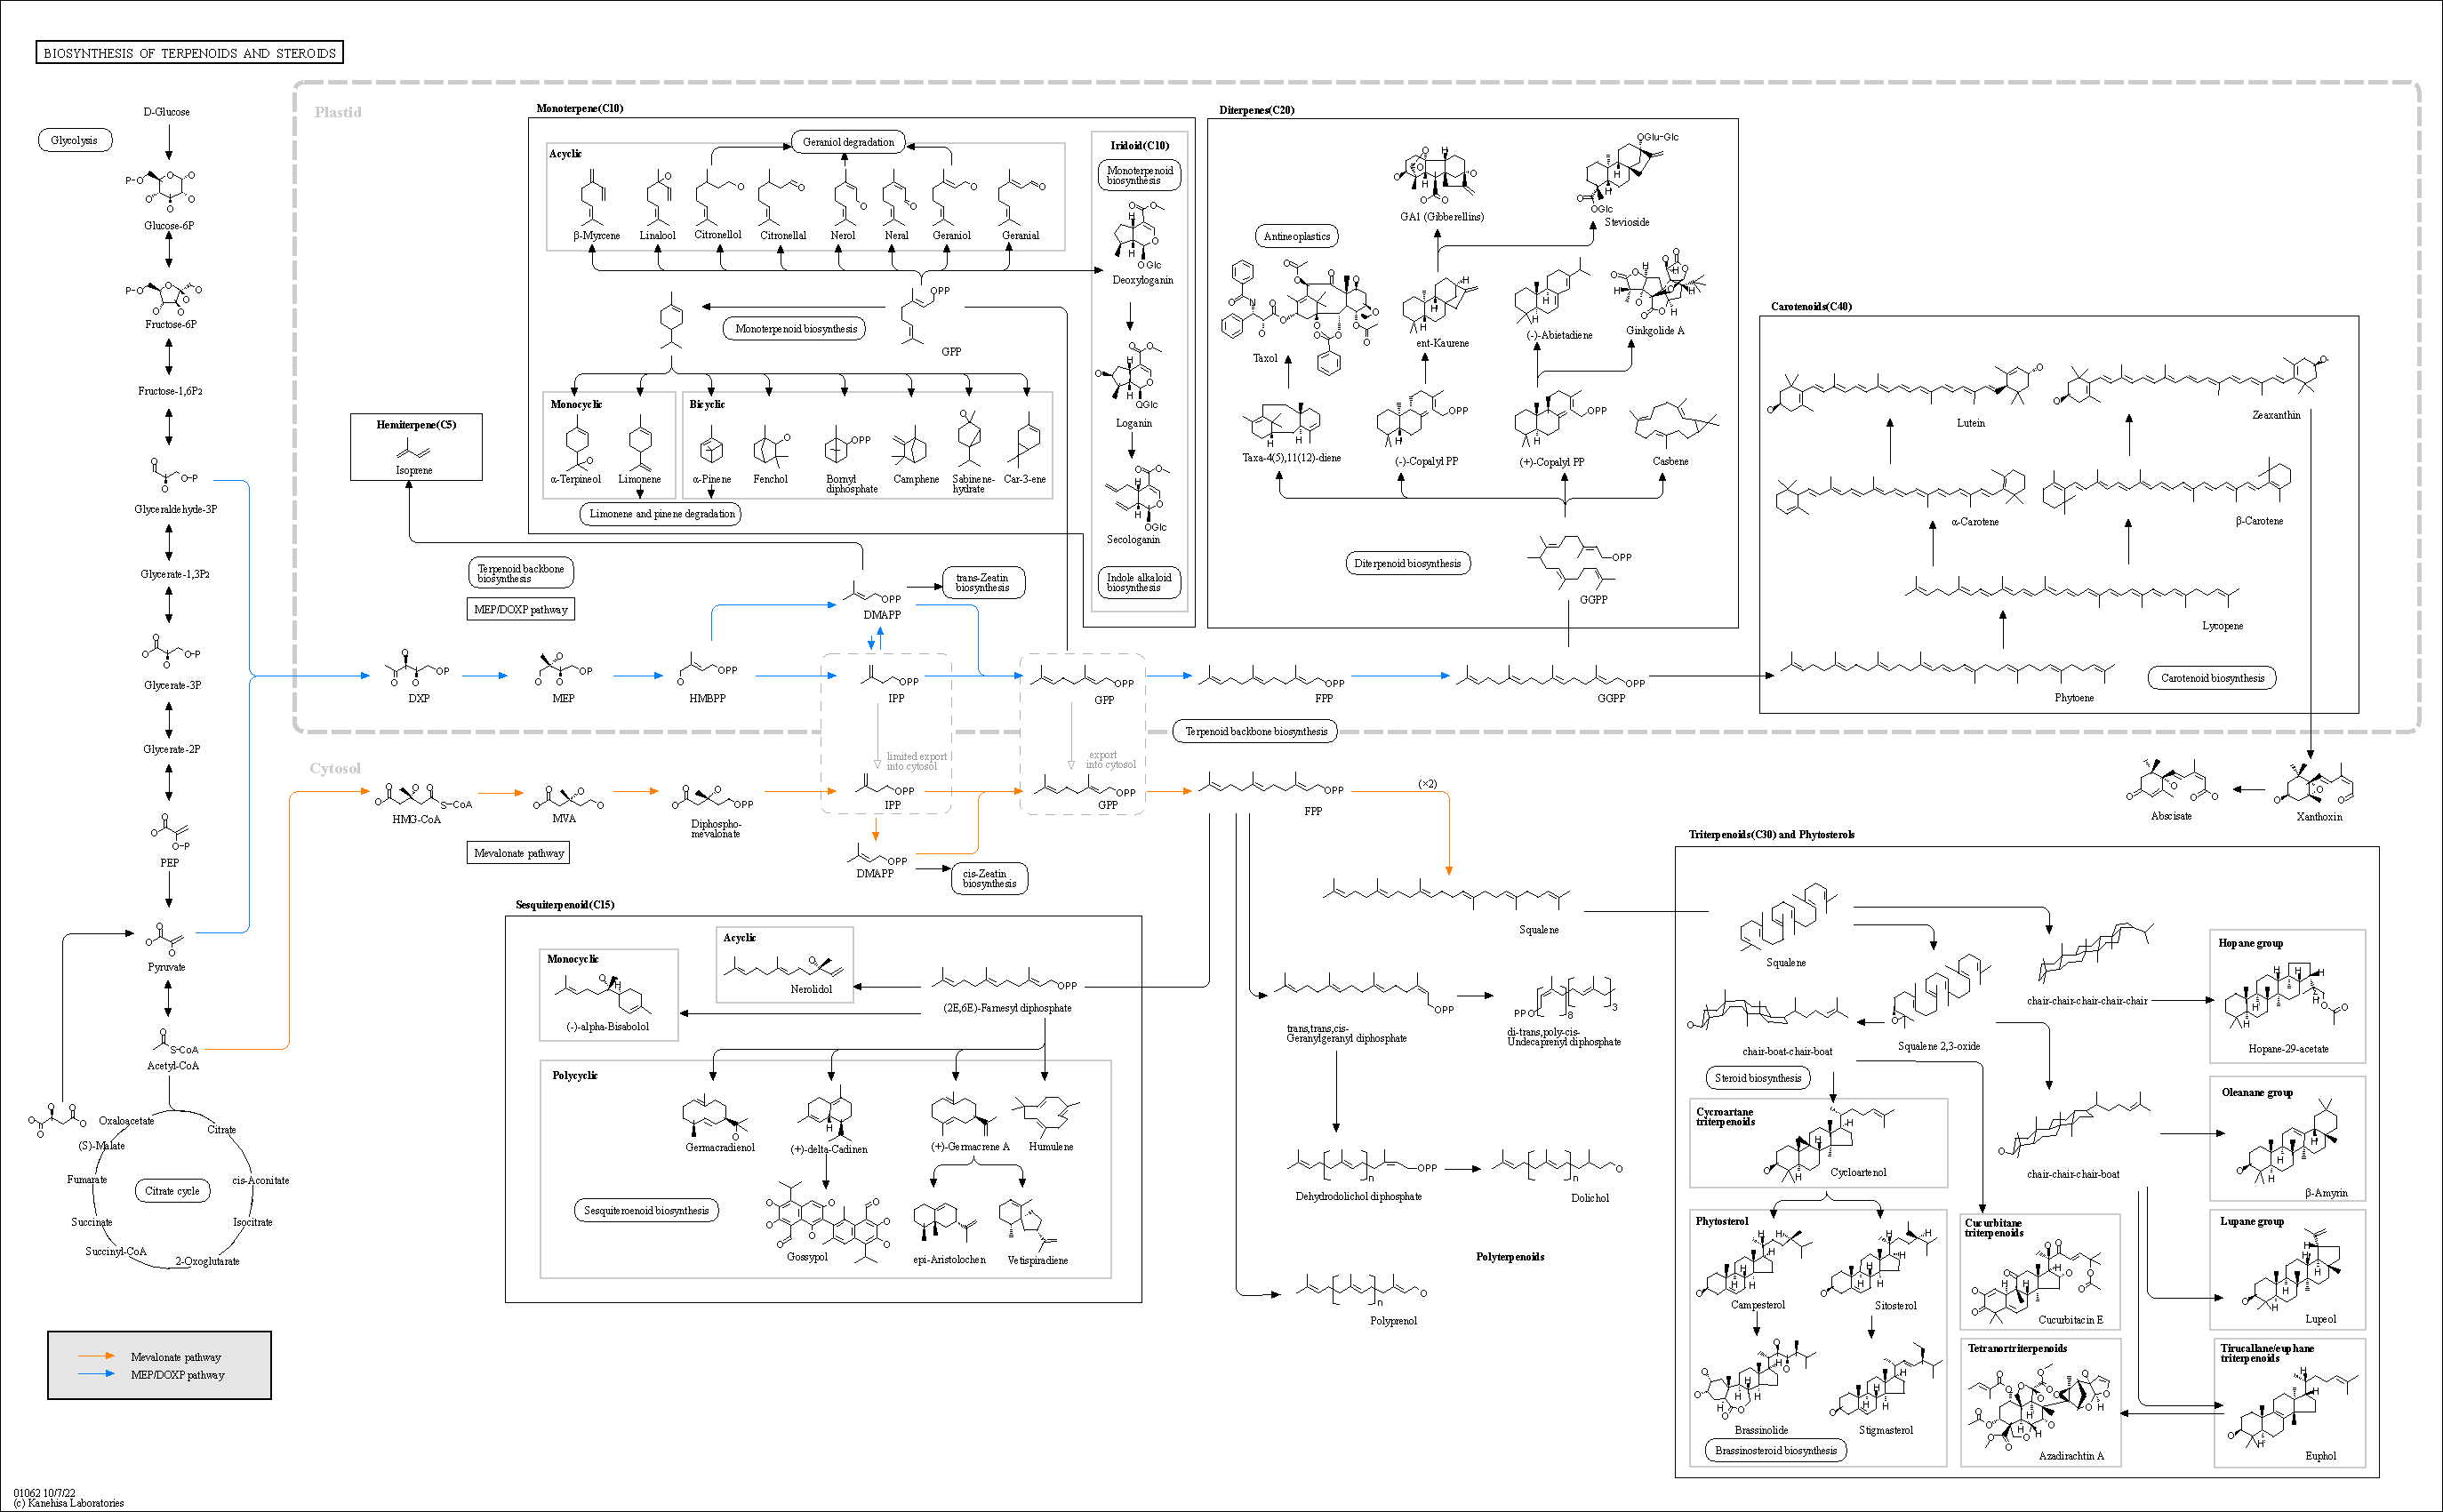 BIOSYNTHESIS OF TERPENOIDS AND STEROIDS
Plastid
Glycolysis
D-Glucose
Glucose-6P
Fructose-6P
Fructose-1,6P2
Glyceraldehyde-3P
Glycerate-1,3P2
Glycerate-3P
Glycerate-2P
PEP
Pyruvate
Acetyl-CoA
Oxaloacetate
(S)-Malate
Fumarate
Succinate
Succinyl-CoA
2-Oxoglutarate
Isocitrate
cis-Aconitate
Citrate
Citrate cycle
Monoterpene(C10)
Acyclic
Geraniol degradation
β-Myrcene
Linalool
Citronellol
Citronellal
Nerol
Neral
Geraniol
Geranial
Monoterpenoid biosynthesis
OPP
GPP
Monocyclic
α-Terpineol
Limonene
Bicyclic
α-Pinene
Fenchol
Bornyl
diphosphate
Camphene
Sabinene-
hydrate
Car-3-ene
Limonene and pinene degradation
Iridoid(C10)
Monoterpenoid
biosynthesis
OGlc
Deoxyloganin
OGlc
Loganin
OGlc
Secologanin
Indole alkaloid
biosynthesis
Hemiterpene(C5)
Isoprene
Terpenoid backbone
biosynthesis
MEP/DOXP pathway
OPP
DMAPP
trans-Zeatin
biosynthesis
DXP
MEP
HMBPP
IPP
GPP
FPP
GGPP
limited export
into cytosol
export
into cytosol
Terpenoid backbone biosynthesis
Diterpenes(C20)
GA1 (Gibberellins)
OGlu-Glc
OGlc
Stevioside
Antineoplastics
Taxol
ent-Kaurene
(-)-Abietadiene
Ginkgolide A
Taxa-4(5),11(12)-diene
(-)-Copalyl PP
(+)-Copalyl PP
Casbene
Diterpenoid biosynthesis
OPP
GGPP
Carotenoids(C40)
Lutein
Zeaxanthin
α-Carotene
β-Carotene
Lycopene
Phytoene
Carotenoid biosynthesis
Abscisate
Xanthoxin
Cytosol
S-CoA
HMG-CoA
MVA
Diphospho-
mevalonate
IPP
GPP
FPP
(×2)
Mevalonate pathway
DMAPP
cis-Zeatin
biosynthesis
Squalene
Sesquiterpenoid(C15)
Acyclic
Nerolidol
Monocyclic
(-)-alpha-Bisabolol
(2E,6E)-Farnesyl diphosphate
Polycyclic
Germacradienol
(+)-delta-Cadinen
(+)-Germacrene A
Humulene
Sesquiteroenoid biosynthesis
Gossypol
epi-Aristolochen
Vetispiradiene
trans,trans,cis-
Geranylgeranyl diphosphate
di-trans,poly-cis-
Undecaprenyl diphosphate
Dehydrodolichol diphosphate
Dolichol
Polyterpenoids
Polyprenol
Triterpenoids(C30) and Phytosterols
Squalene
chair-chair-chair-chair-chair
Squalene 2,3-oxide
chair-boat-chair-boat
Steroid biosynthesis
chair-chair-chair-boat
Hopane group
Hopane-29-acetate
Oleanane group
β-Amyrin
Lupane group
Lupeol
Tirucallane/euphane
triterpenoids
Euphol
Cycroartane
triterpenoids
Cycloartenol
Phytosterol
Campesterol
Sitosterol
Brassinolide
Stigmasterol
Brassinosteroid biosynthesis
Cucurbitane
triterpenoids
Cucurbitacin E
Tetranortriterpenoids
Azadirachtin A
Mevalonate pathway
MEP/DOXP pathway
01062 10/7/22
(c) Kanehisa Laboratories